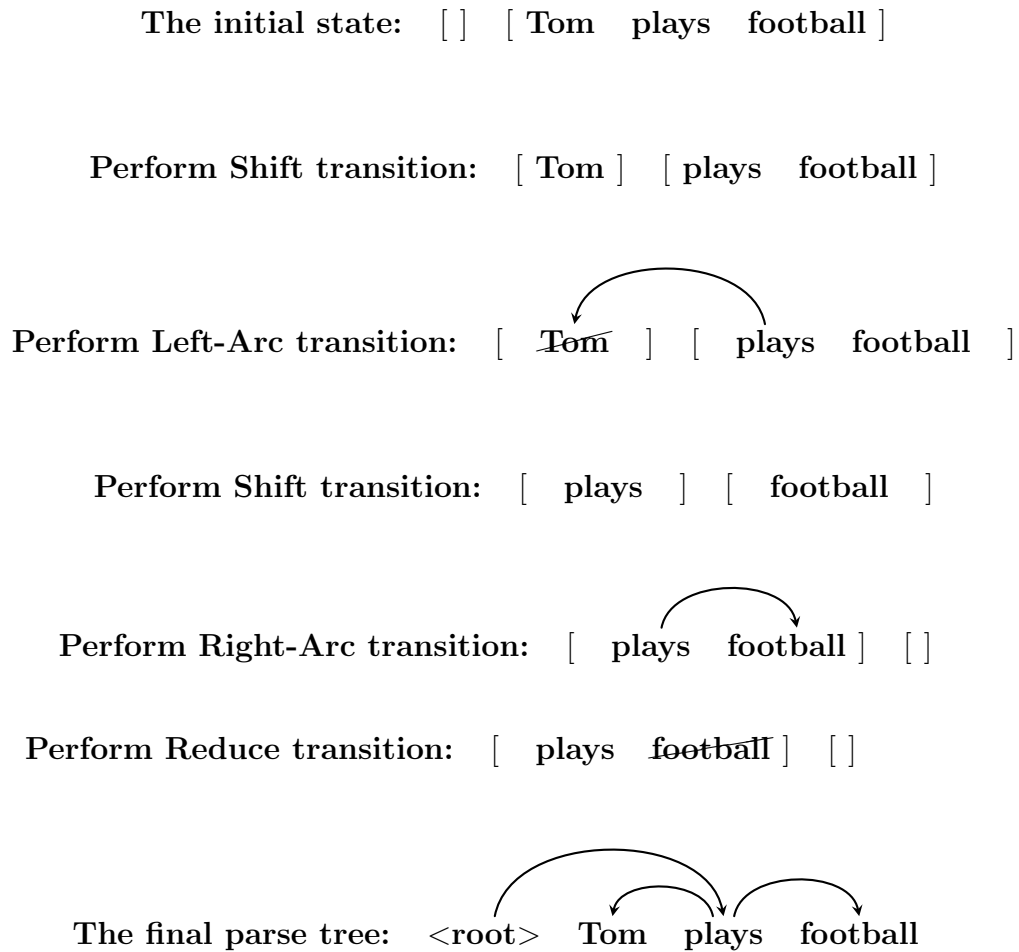 The initial state: [ ] [ Tom plays football ]
Perform Shift transition: [ Tom ] [ plays football ]
Perform Left-Arc transition: [ Tom ] [ plays football ]
Perform Shift transition: [ plays ] [ football ]
Perform Right-Arc transition: [ plays football ] [ ]
Perform Reduce transition: [ plays football ] [ ]
The final parse tree: <root> Tom plays football